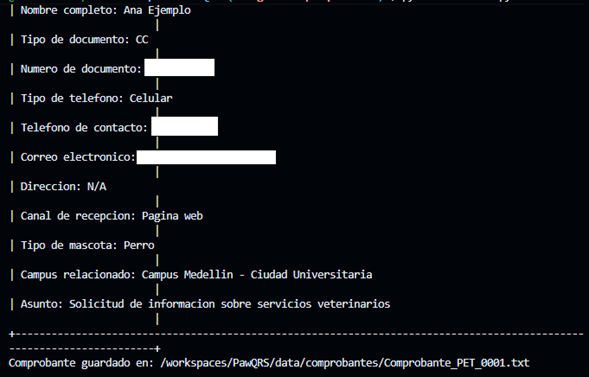 | Nombre completo: Ana Ejemplo
|
| Tipo de documento: CC
|
| Numero de documento:
|
| Tipo de telefono: Celular
|
| Telefono de contacto:
|
| Correo electronico:
|
| Direccion: N/A
|
| Canal de recepcion: Pagina web
|
| Tipo de mascota: Perro
|
| Campus relacionado: Campus Medellin - Ciudad Universitaria
|
| Asunto: Solicitud de informacion sobre servicios veterinarios
|
+----------------------------------------------------------------------------------------------
------------------------+
Comprobante guardado en: /workspaces/PawQRS/data/comprobantes/Comprobante_PET_0001.txt